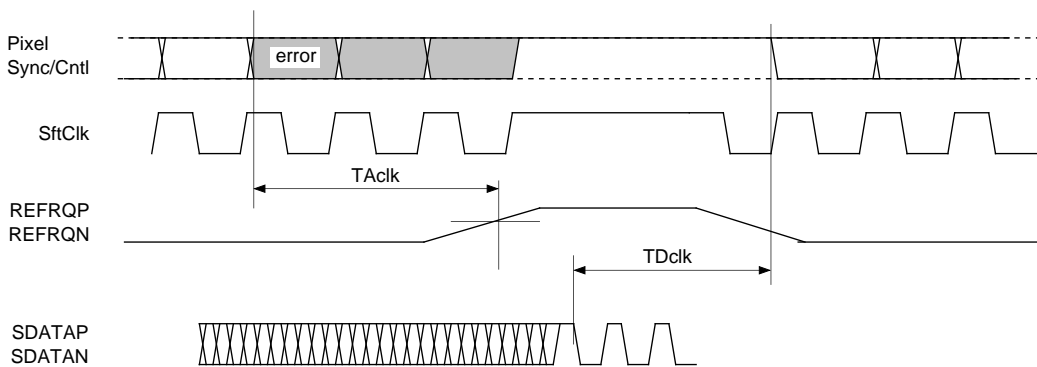 Pixel
Sync/Cntl
error
SftClk
TAclk
REFRQP
REFRQN
TDclk
SDATAP
SDATAN